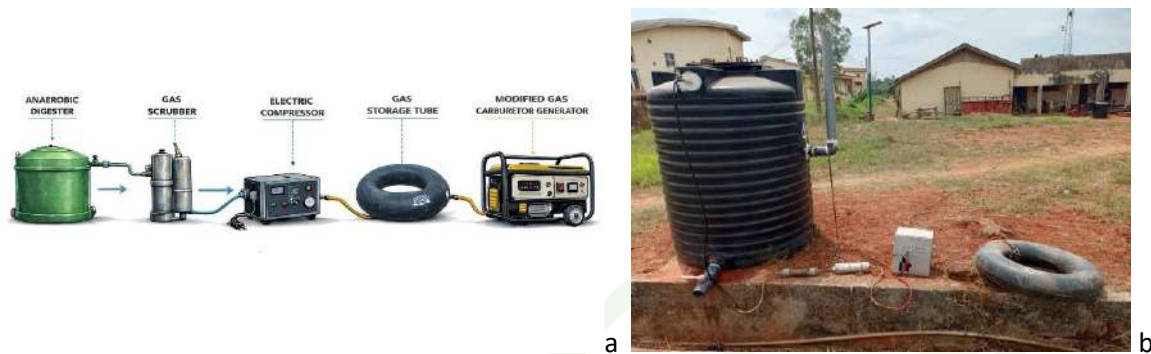 ANAEROBIC
DIGESTER
GAS
SCRUBBER
ELECTRIC
COMPRESSOR
GAS
STORAGE TUBE
MODIFIED GAS
CARBURETOR GENERATOR
a
b